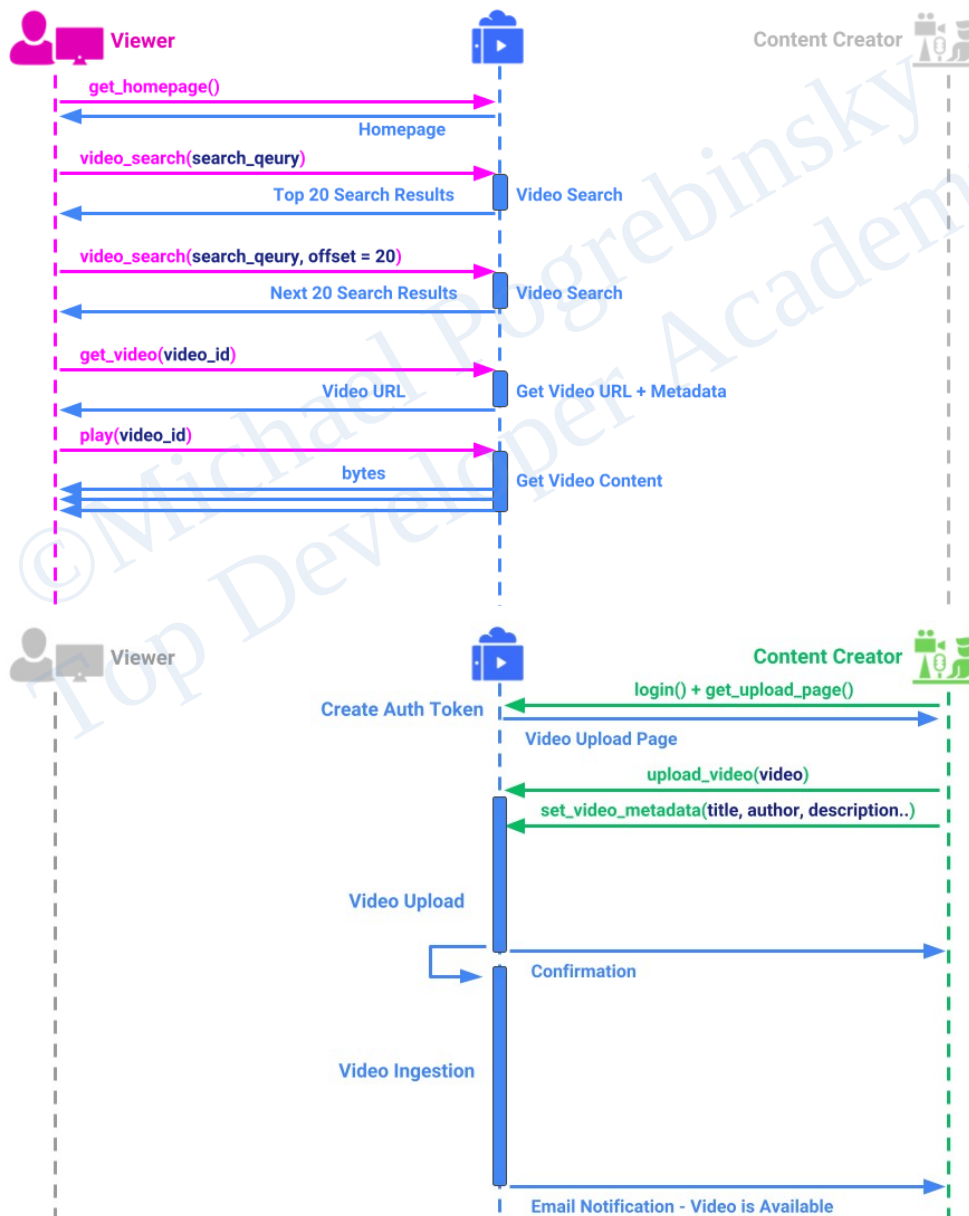 Viewer
Content Creator
get_homepage()
Homepage
video_search(search_qeury)
Top 20 Search Results
Video Search
video_search(search_qeury, offset = 20)
Next 20 Search Results
Video Search
get_video(video_id)
Video URL
Get Video URL + Metadata
play(video_id)
bytes
Get Video Content
©Michael Pogrebinsky
Top Developer Academ
Viewer
Content Creator
login() + get_upload_page()
Create Auth Token
Video Upload Page
upload_video(video)
set_video_metadata(title, author, description..)
Video Upload
Confirmation
Video Ingestion
Email Notification - Video is Available